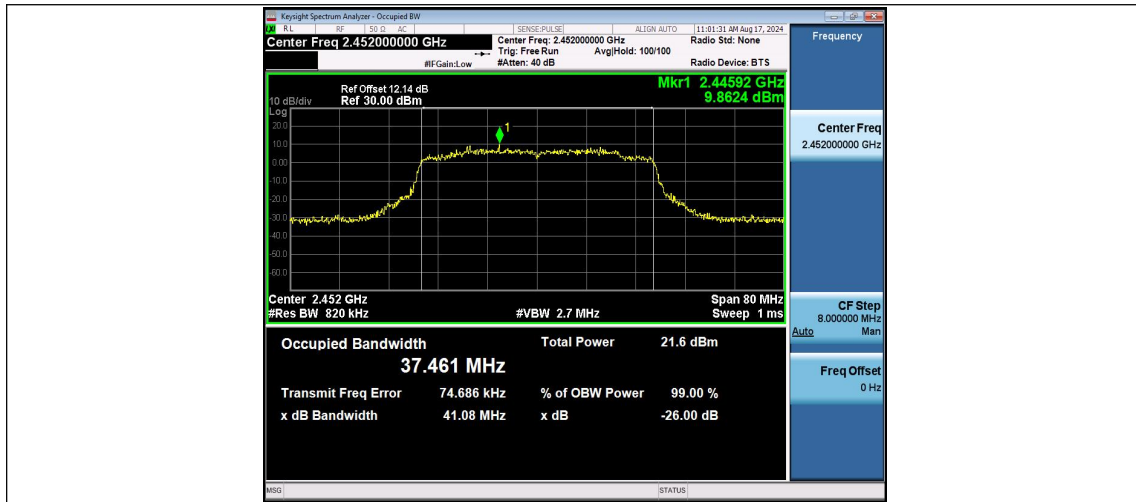 Keysight Spectrum Analyzer - Occupied BW
RL RF 50 Ω AC SENSE:PULSE ALIGN AUTO 11:01:31 AM Aug 17, 2024
Center Freq 2.452000000 GHz Center Freq: 2.452000000 GHz Radio Std: None
Trig: Free Run Avg|Hold: 100/100
#IFGain:Low #Atten: 40 dB Radio Device: BTS
Frequency
Mkr1 2.44592 GHz
9.8624 dBm
Ref Offset 12.14 dB
10 dB/div Ref 30.00 dBm
Log
20.0
10.0
0.00
-10.0
-20.0
-30.0
-40.0
-50.0
-60.0
1
Center 2.452 GHz Span 80 MHz
#Res BW 820 kHz #VBW 2.7 MHz Sweep 1 ms
Occupied Bandwidth Total Power 21.6 dBm
37.461 MHz
Transmit Freq Error 74.686 kHz % of OBW Power 99.00 %
x dB Bandwidth 41.08 MHz x dB -26.00 dB
Center Freq
2.452000000 GHz
CF Step
8.000000 MHz
Auto Man
Freq Offset
0 Hz
MSG STATUS